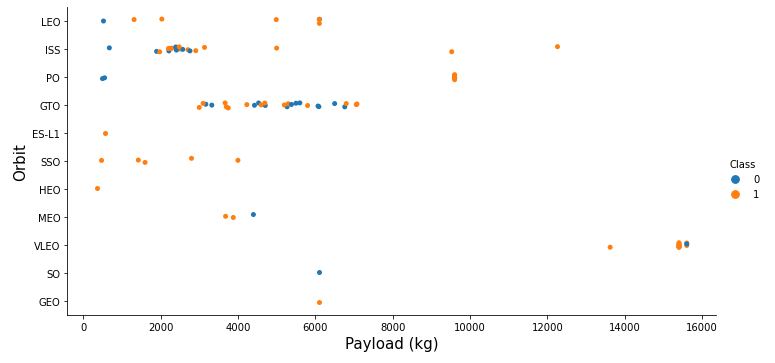 LEO
ISS
PO
GTO
ES-L1
SSO
HEO
MEO
VLEO
SO
GEO
Orbit
0 2000 4000 6000 8000 10000 12000 14000 16000
Payload (kg)
Class
0
1